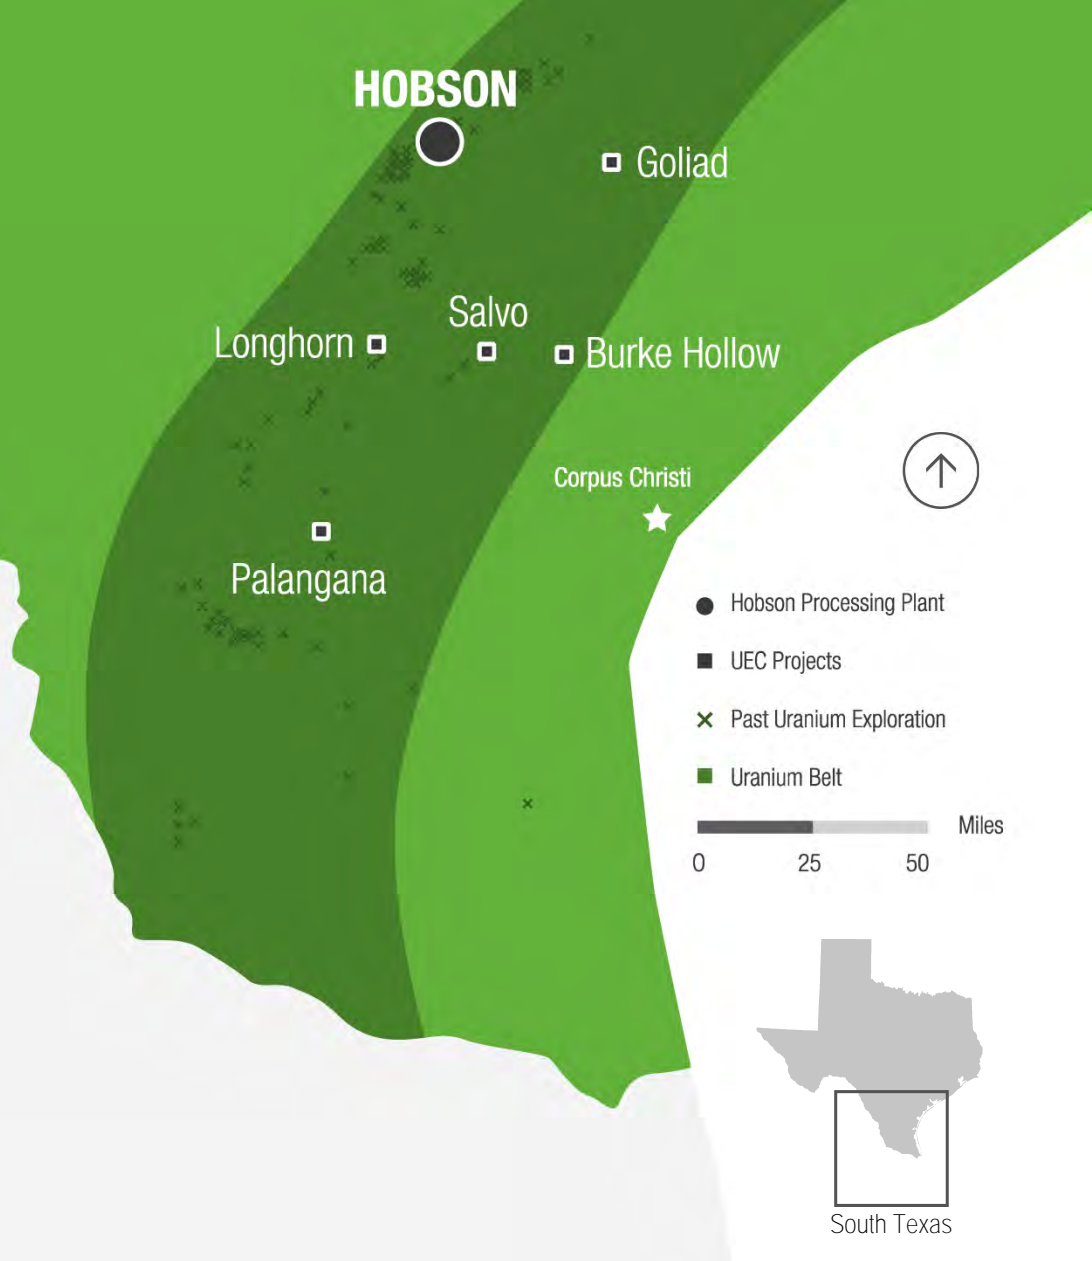 HOBSON
Goliad
Salvo
Longhorn
Burke Hollow
Corpus Christi
Palangana
Hobson Processing Plant
UEC Projects
Past Uranium Exploration
Uranium Belt
Miles
0 25 50
South Texas